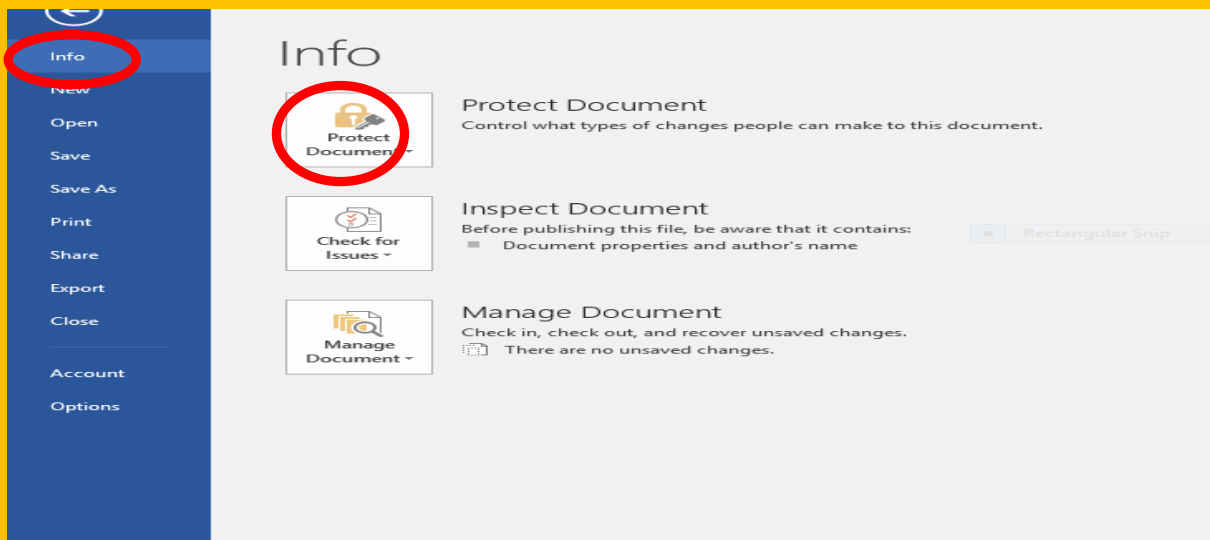 Info
New
Open
Save
Save As
Print
Share
Export
Close
Account
Options
Info
Protect
Document
Protect Document
Control what types of changes people can make to this document.
Check for
Issues
Inspect Document
Before publishing this file, be aware that it contains:
Document properties and author's name
Rectangular Snip
Manage
Document
Manage Document
Check in, check out, and recover unsaved changes.
There are no unsaved changes.